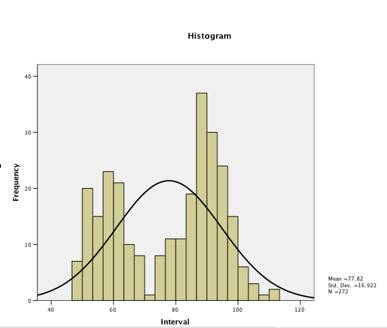 Histogram
40
30
20
10
0
Frequency
40
60
80
100
120
Interval
Mean =77.82
Std. Dev. =16.922
N =272